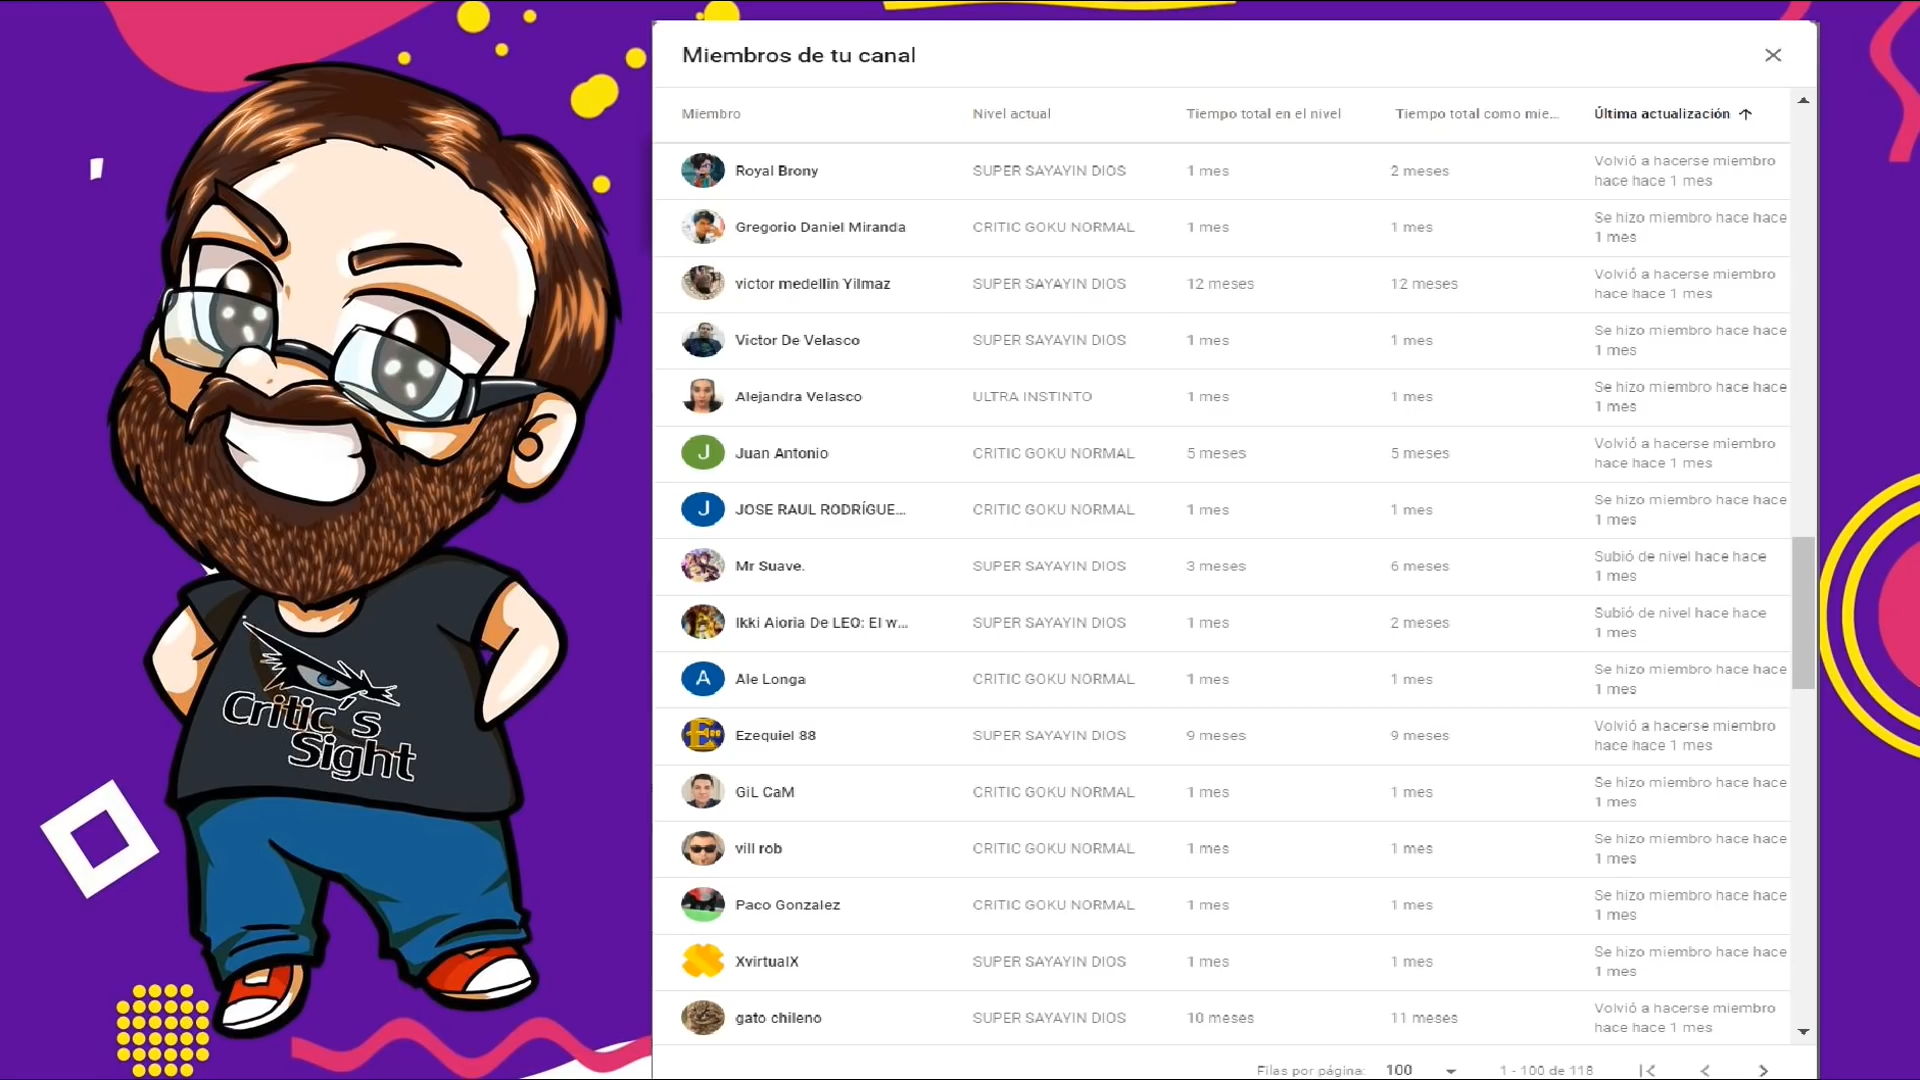 Miembros de tu canal
Miembro Nivel actual Tiempo total en el nivel Tiempo total como mie... Última actualización
Royal Brony SUPER SAYAYIN DIOS 1 mes 2 meses Volvió a hacerse miembro
hace hace 1 mes
Gregorio Daniel Miranda CRITIC GOKU NORMAL 1 mes 1 mes Se hizo miembro hace hace
1 mes
victor medellin Yilmaz SUPER SAYAYIN DIOS 12 meses 12 meses Volvió a hacerse miembro
hace hace 1 mes
Victor De Velasco SUPER SAYAYIN DIOS 1 mes 1 mes Se hizo miembro hace hace
1 mes
Alejandra Velasco ULTRA INSTINTO 1 mes 1 mes Se hizo miembro hace hace
1 mes
J Juan Antonio CRITIC GOKU NORMAL 5 meses 5 meses Volvió a hacerse miembro
hace hace 1 mes
J JOSE RAUL RODRÍGUE... CRITIC GOKU NORMAL 1 mes 1 mes Se hizo miembro hace hace
1 mes
Mr Suave. SUPER SAYAYIN DIOS 3 meses 6 meses Subió de nivel hace hace
1 mes
Ikki Aioria De LEO: El w... SUPER SAYAYIN DIOS 1 mes 2 meses Subió de nivel hace hace
1 mes
A Ale Longa CRITIC GOKU NORMAL 1 mes 1 mes Se hizo miembro hace hace
1 mes
Ezequiel 88 SUPER SAYAYIN DIOS 9 meses 9 meses Volvió a hacerse miembro
hace hace 1 mes
GiL CaM CRITIC GOKU NORMAL 1 mes 1 mes Se hizo miembro hace hace
1 mes
vill rob CRITIC GOKU NORMAL 1 mes 1 mes Se hizo miembro hace hace
1 mes
Paco Gonzalez CRITIC GOKU NORMAL 1 mes 1 mes Se hizo miembro hace hace
1 mes
XvirtualX SUPER SAYAYIN DIOS 1 mes 1 mes Se hizo miembro hace hace
1 mes
gato chileno SUPER SAYAYIN DIOS 10 meses 11 meses Volvió a hacerse miembro
hace hace 1 mes
Filas por página: 100 1 - 100 de 118
Critic's
Sight